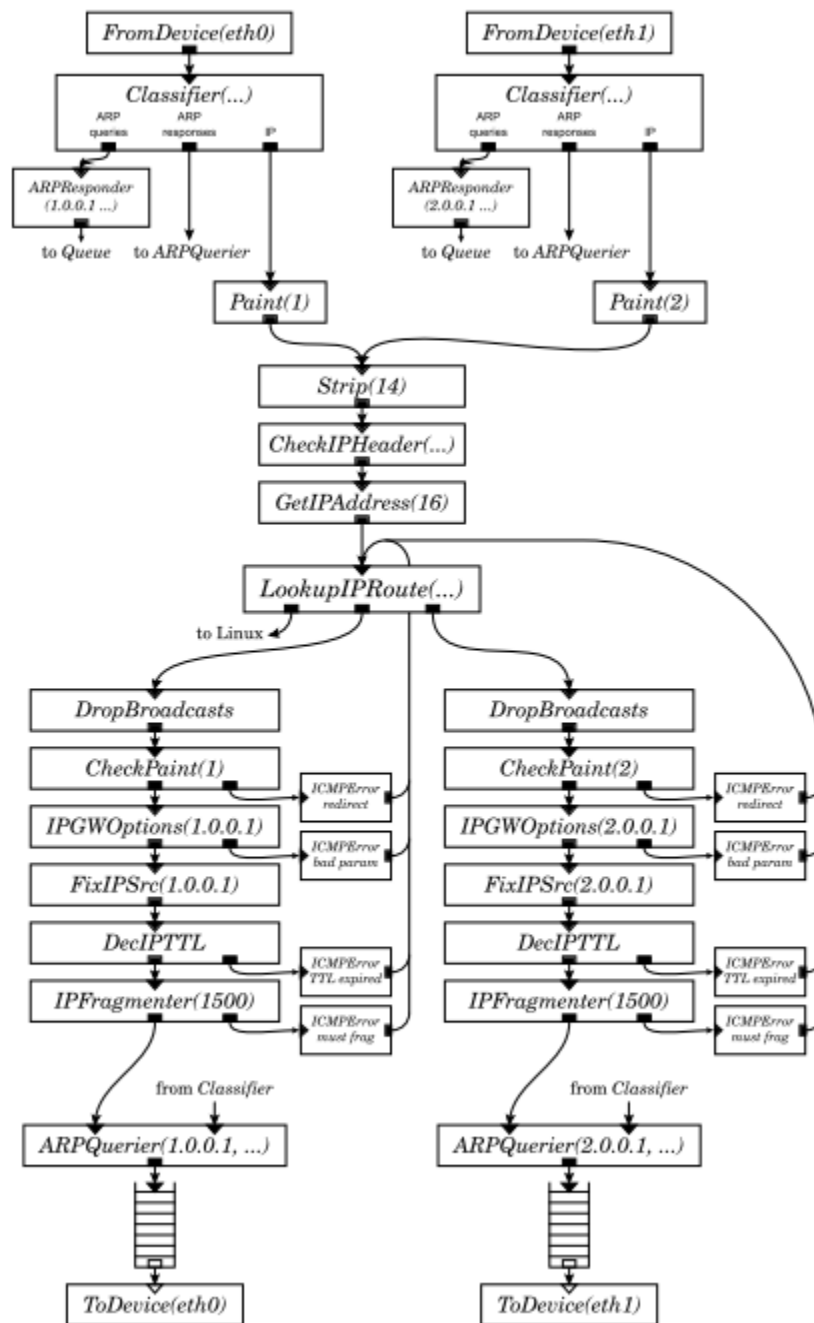 FromDevice(eth0)
FromDevice(eth1)
Classifier(...)
ARP queries
ARP responses
IP
Classifier(...)
ARP queries
ARP responses
IP
ARPResponder
(1.0.0.1 ...)
ARPResponder
(2.0.0.1 ...)
to Queue
to ARPQuerier
to Queue
to ARPQuerier
Paint(1)
Paint(2)
Strip(14)
CheckIPHeader(...)
GetIPAddress(16)
LookupIPRoute(...)
to Linux
DropBroadcasts
DropBroadcasts
CheckPaint(1)
ICMPError
redirect
CheckPaint(2)
ICMPError
redirect
IPGWOptions(1.0.0.1)
ICMPError
bad param
IPGWOptions(2.0.0.1)
ICMPError
bad param
FixIPSrc(1.0.0.1)
FixIPSrc(2.0.0.1)
DecIPTTL
ICMPError
TTL expired
DecIPTTL
ICMPError
TTL expired
IPFragmenter(1500)
ICMPError
must frag
IPFragmenter(1500)
ICMPError
must frag
from Classifier
from Classifier
ARPQuerier(1.0.0.1, ...)
ARPQuerier(2.0.0.1, ...)
ToDevice(eth0)
ToDevice(eth1)